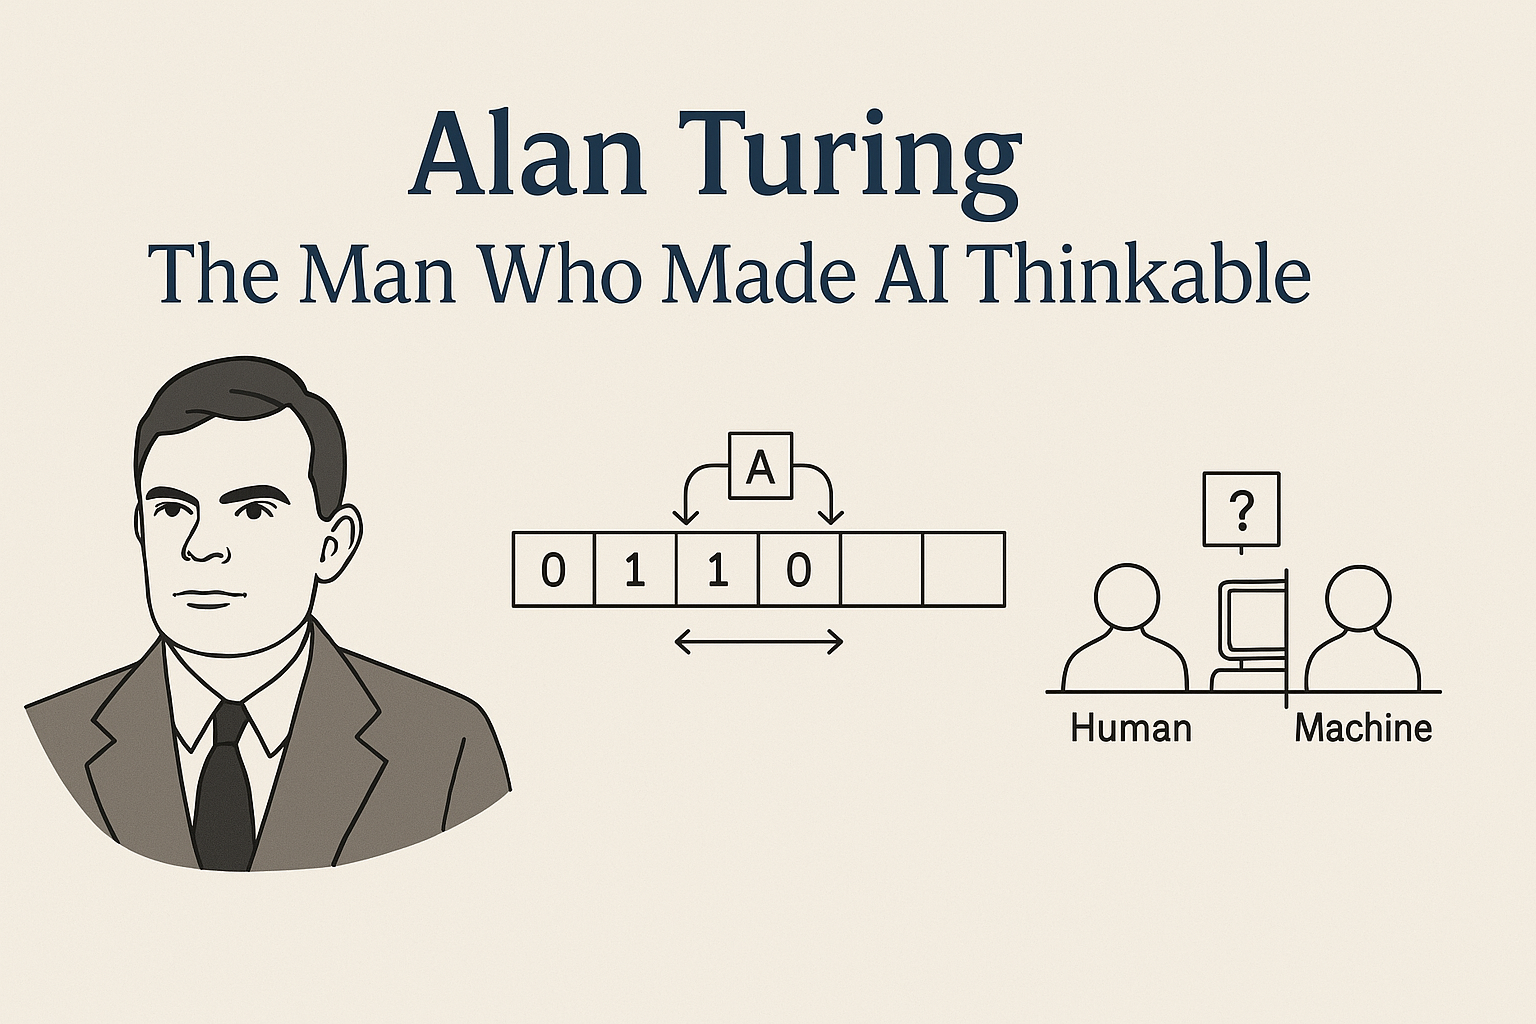 Alan Turing
The Man Who Made AI Thinkable
A
0 1 1 0
?
Human Machine